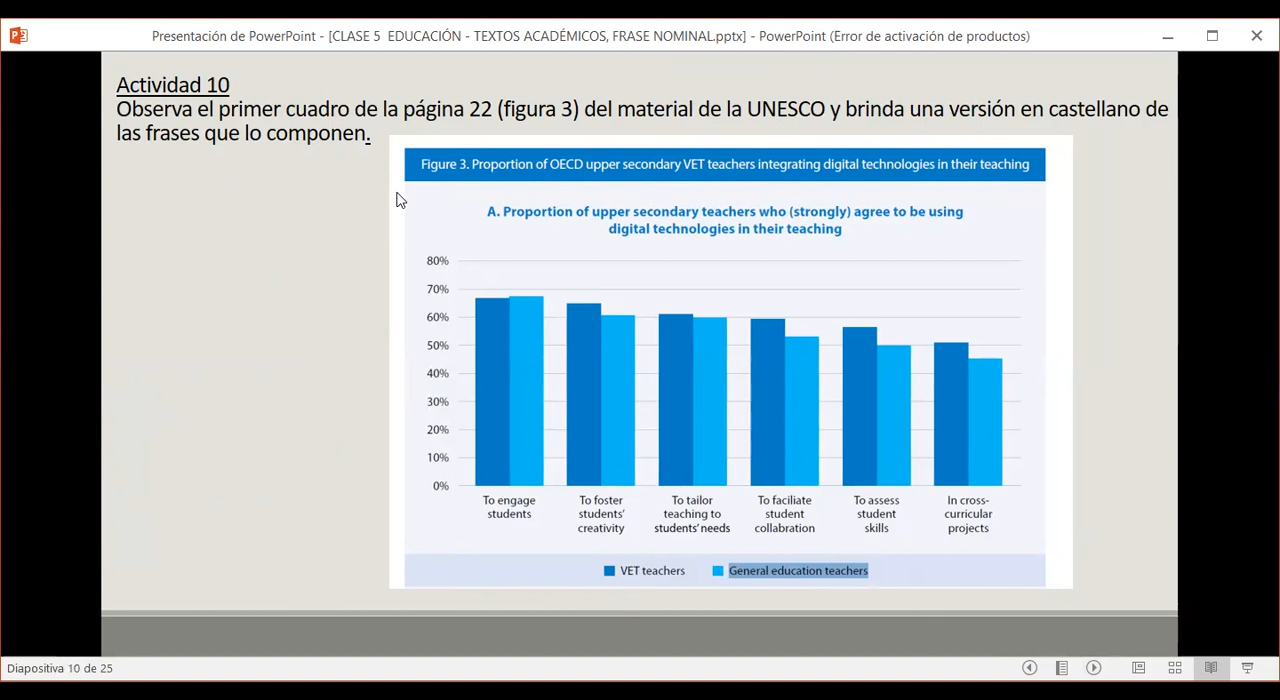 Presentación de PowerPoint - [CLASE 5 EDUCACIÓN - TEXTOS ACADÉMICOS, FRASE NOMINAL.pptx] - PowerPoint (Error de activación de productos)
Actividad 10
Observa el primer cuadro de la página 22 (figura 3) del material de la UNESCO y brinda una versión en castellano de
las frases que lo componen.
Figure 3. Proportion of OECD upper secondary VET teachers integrating digital technologies in their teaching
A. Proportion of upper secondary teachers who (strongly) agree to be using
digital technologies in their teaching
80%
70%
60%
50%
40%
30%
20%
10%
0%
To engage
students
To foster
students'
creativity
To tailor
teaching to
students' needs
To faciliate
student
collabration
To assess
student
skills
In cross-
curricular
projects
VET teachers
General education teachers
Diapositiva 10 de 25